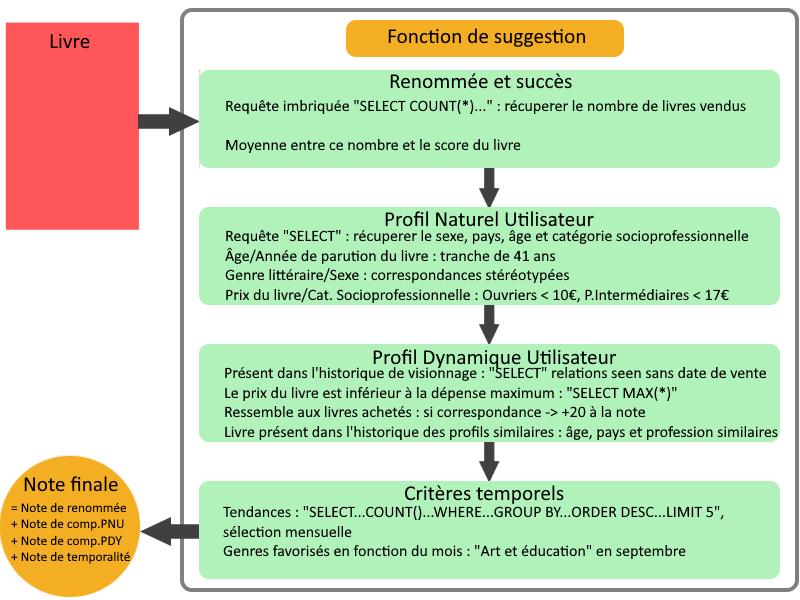 Livre
Fonction de suggestion
Renommée et succès
Requête imbriquée "SELECT COUNT(*)..." : récuperer le nombre de livres vendus
Moyenne entre ce nombre et le score du livre
Profil Naturel Utilisateur
Requête "SELECT" : récuperer le sexe, pays, âge et catégorie socioprofessionnelle
Âge/Année de parution du livre : tranche de 41 ans
Genre littéraire/Sexe : correspondances stéréotypées
Prix du livre/Cat. Socioprofessionnelle : Ouvriers < 10€, P.Intermédiaires < 17€
Profil Dynamique Utilisateur
Présent dans l'historique de visionnage : "SELECT" relations seen sans date de vente
Le prix du livre est inférieur à la dépense maximum : "SELECT MAX(*)"
Ressemble aux livres achetés : si correspondance -> +20 à la note
Livre présent dans l'historique des profils similaires : âge, pays et profession similaires
Critères temporels
Tendances : "SELECT...COUNT()...WHERE...GROUP BY...ORDER DESC...LIMIT 5",
sélection mensuelle
Genres favorisés en fonction du mois : "Art et éducation" en septembre
Note finale
= Note de renommée
+ Note de comp.PNU
+ Note de comp.PDY
+ Note de temporalité